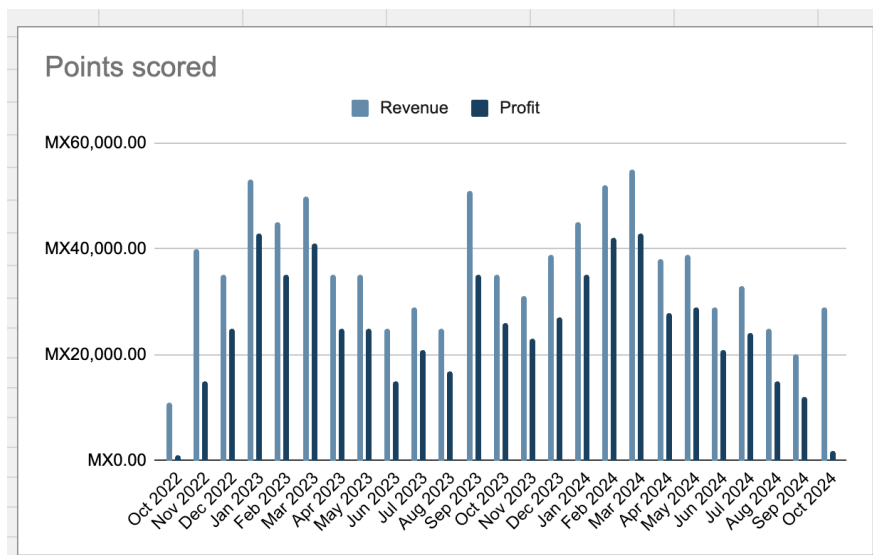 Points scored
Revenue Profit
MX60,000.00
MX40,000.00
MX20,000.00
MX0.00
Oct 2022
Nov 2022
Dec 2022
Jan 2023
Feb 2023
Mar 2023
Apr 2023
May 2023
Jun 2023
Jul 2023
Aug 2023
Sep 2023
Oct 2023
Nov 2023
Dec 2023
Jan 2024
Feb 2024
Mar 2024
Apr 2024
May 2024
Jun 2024
Jul 2024
Aug 2024
Sep 2024
Oct 2024